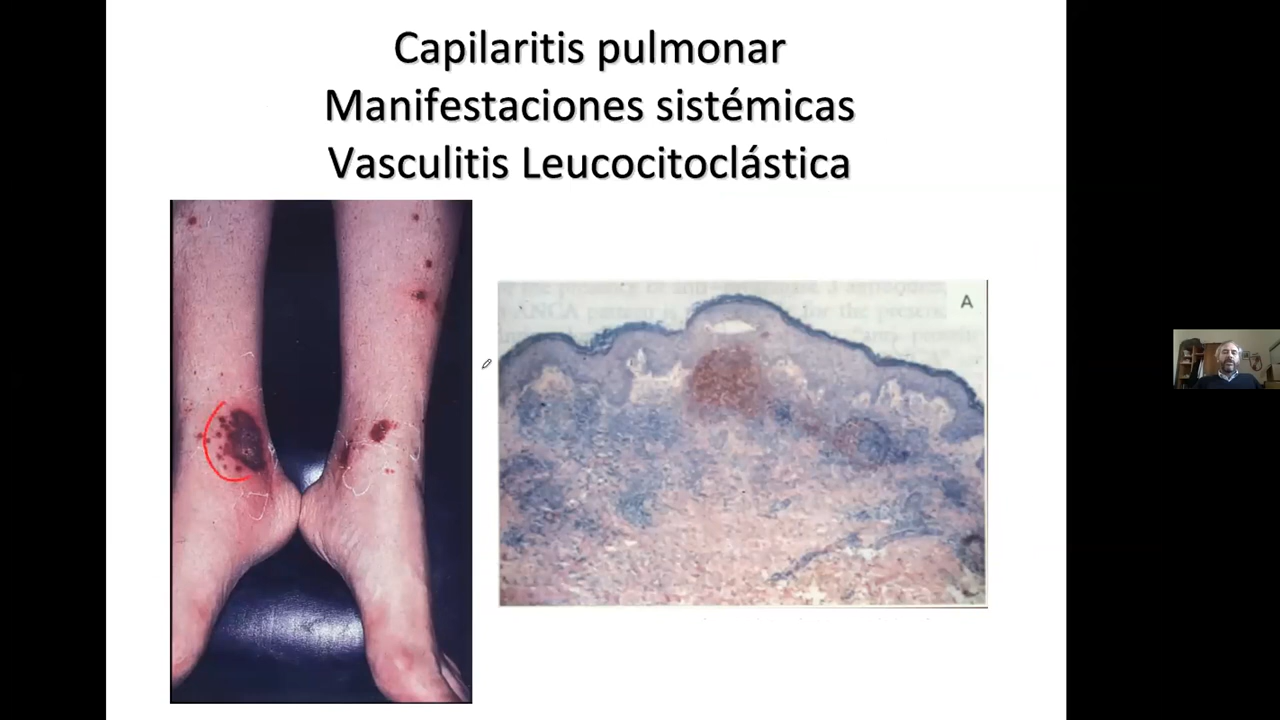 Capilaritis pulmonar
Manifestaciones sistémicas
Vasculitis Leucocitoclástica
A